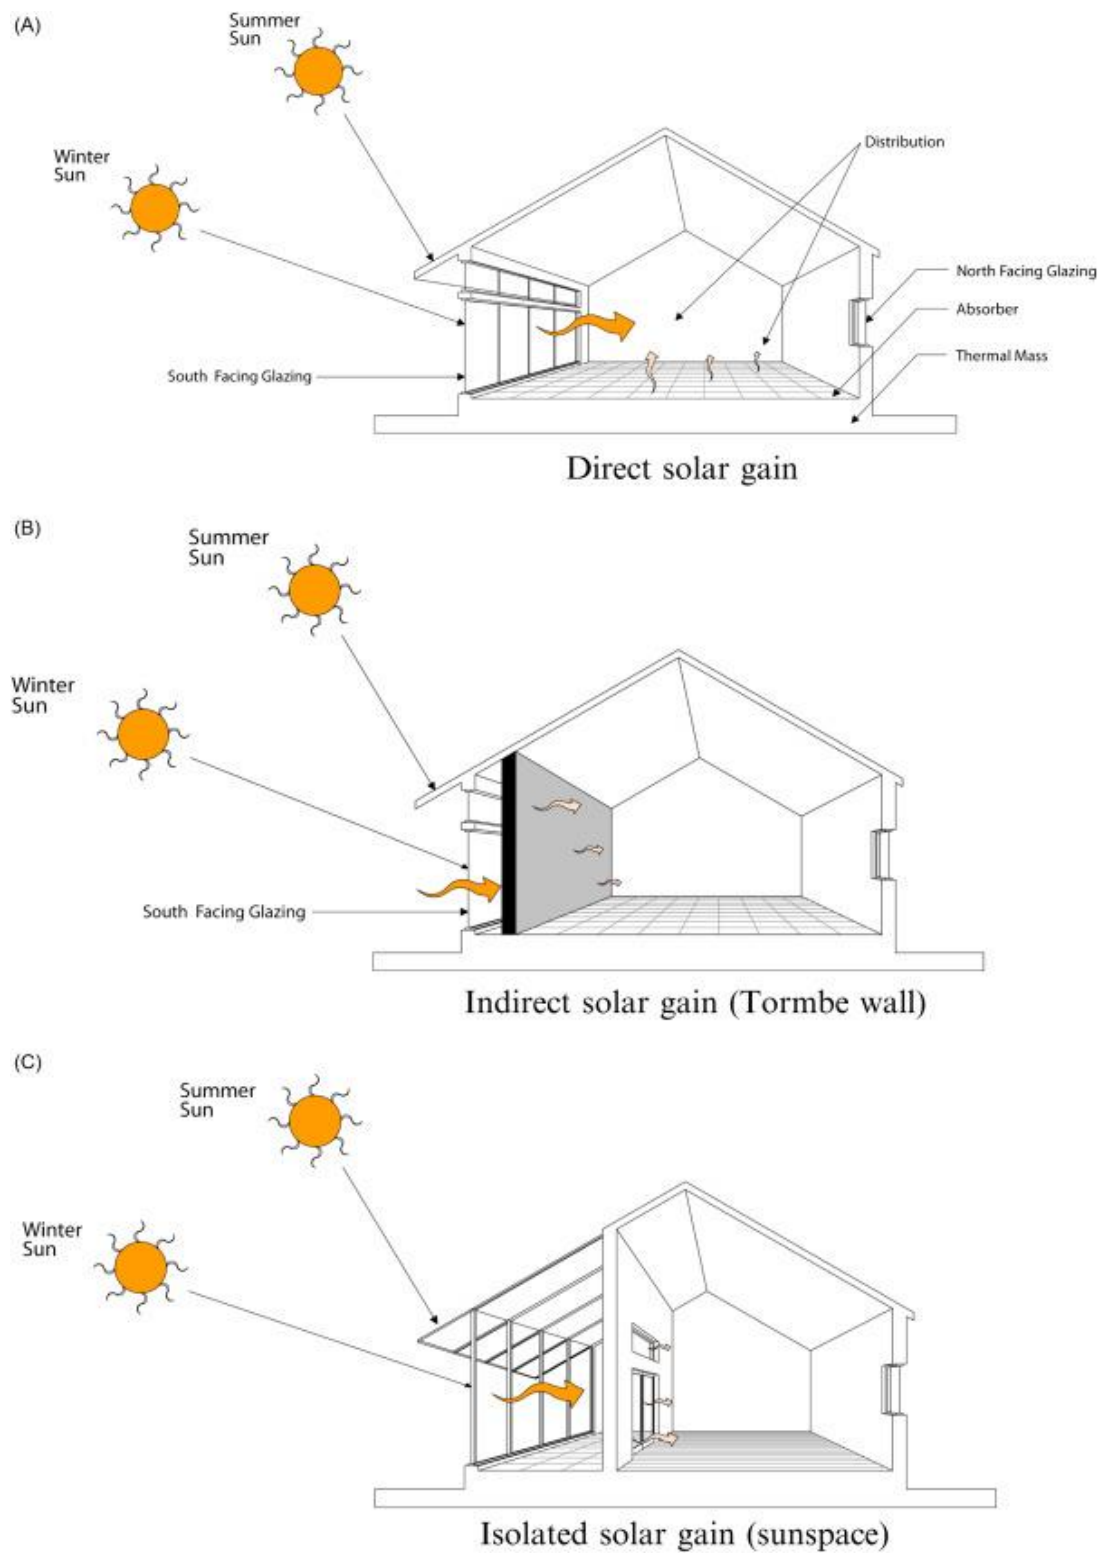 (A)
Summer
Sun
Winter
Sun
Distribution
North Facing Glazing
Absorber
Thermal Mass
South Facing Glazing
Direct solar gain
(B)
Summer
Sun
Winter
Sun
South Facing Glazing
Indirect solar gain (Tormbe wall)
(C)
Summer
Sun
Winter
Sun
Isolated solar gain (sunspace)